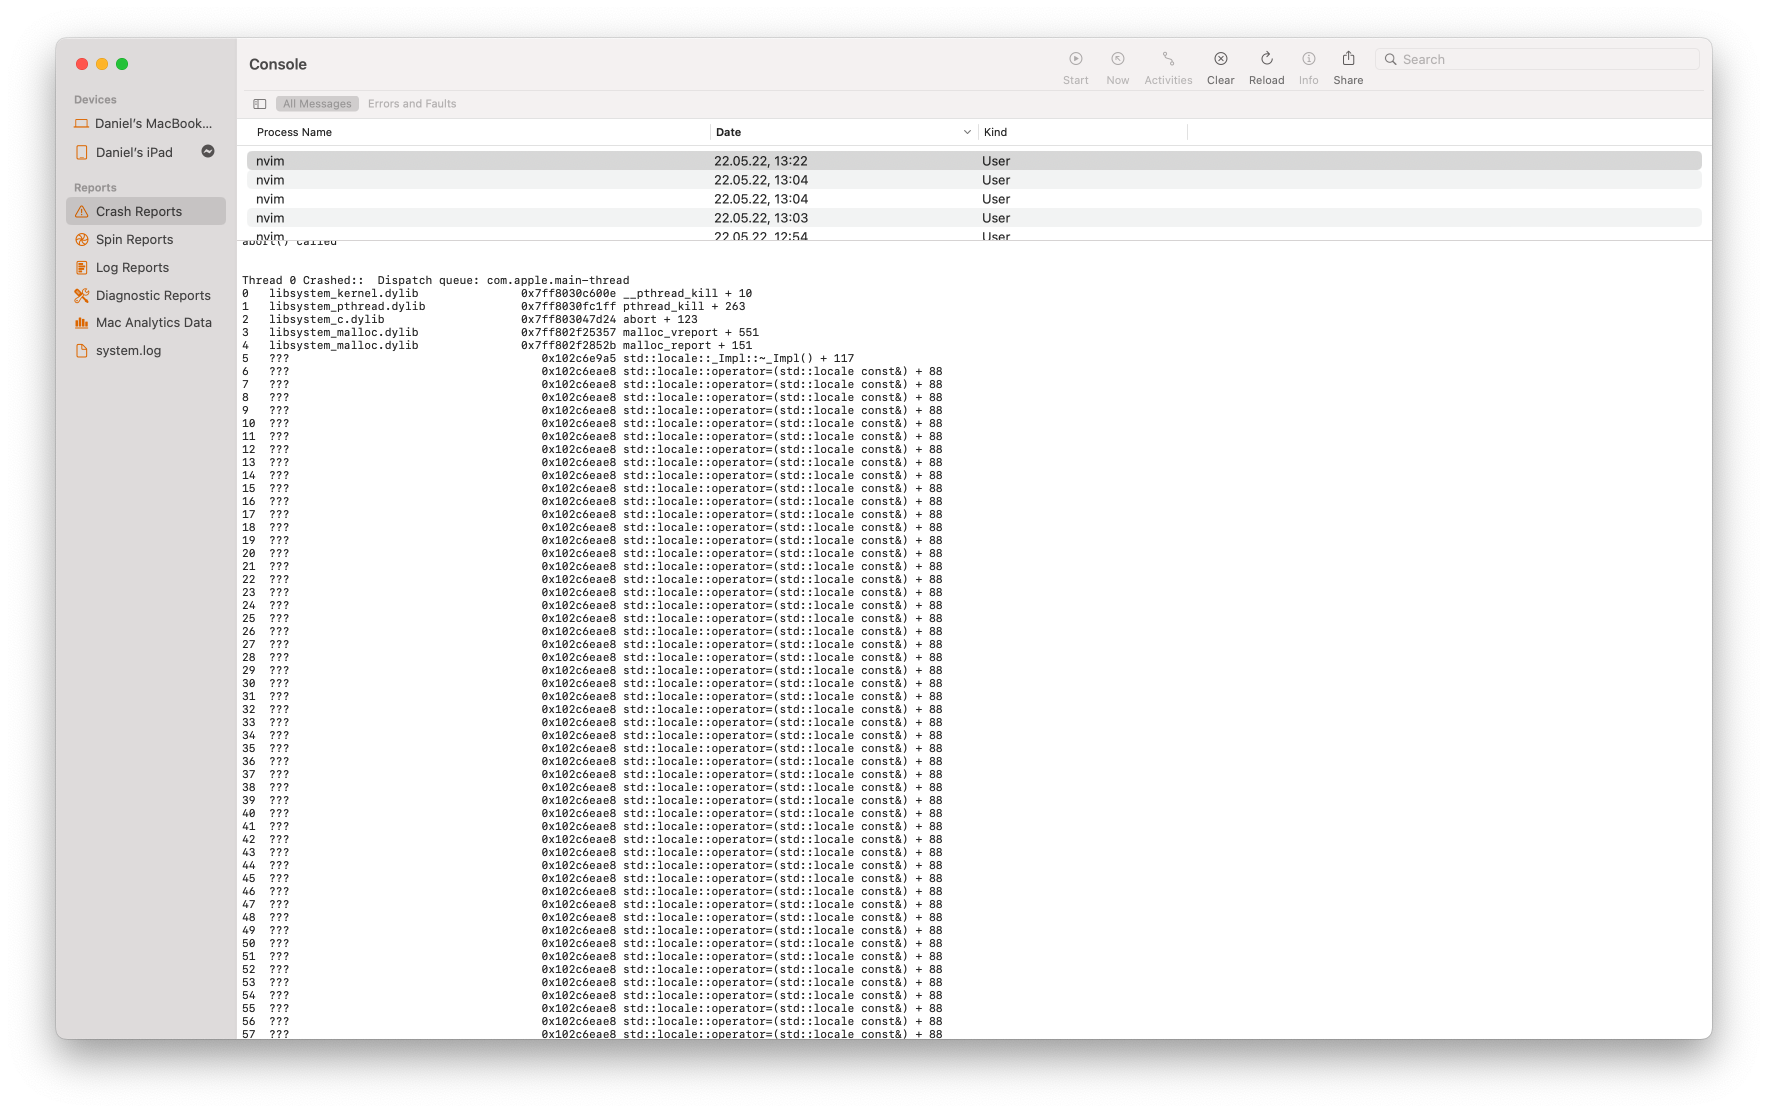 Console
Start
Now
Activities
Clear
Reload
Info
Share
Search
All Messages
Errors and Faults
Devices
Daniel's MacBook...
Daniel's iPad
Reports
Crash Reports
Spin Reports
Log Reports
Diagnostic Reports
Mac Analytics Data
system.log
Process Name Date Kind
nvim 22.05.22, 13:22 User
nvim 22.05.22, 13:04 User
nvim 22.05.22, 13:04 User
nvim 22.05.22, 13:03 User
nvim 22.05.22, 12:54 User
abort() called
Thread 0 Crashed:: Dispatch queue: com.apple.main-thread
0 libsystem_kernel.dylib 0x7ff8030c600e __pthread_kill + 10
1 libsystem_pthread.dylib 0x7ff8030fc1ff pthread_kill + 263
2 libsystem_c.dylib 0x7ff803047d24 abort + 123
3 libsystem_malloc.dylib 0x7ff802f25357 malloc_vreport + 551
4 libsystem_malloc.dylib 0x7ff802f2852b malloc_report + 151
5 ??? 0x102c6e9a5 std::locale::_Impl::~_Impl() + 117
6 ??? 0x102c6eae8 std::locale::operator=(std::locale const&) + 88
7 ??? 0x102c6eae8 std::locale::operator=(std::locale const&) + 88
8 ??? 0x102c6eae8 std::locale::operator=(std::locale const&) + 88
9 ??? 0x102c6eae8 std::locale::operator=(std::locale const&) + 88
10 ??? 0x102c6eae8 std::locale::operator=(std::locale const&) + 88
11 ??? 0x102c6eae8 std::locale::operator=(std::locale const&) + 88
12 ??? 0x102c6eae8 std::locale::operator=(std::locale const&) + 88
13 ??? 0x102c6eae8 std::locale::operator=(std::locale const&) + 88
14 ??? 0x102c6eae8 std::locale::operator=(std::locale const&) + 88
15 ??? 0x102c6eae8 std::locale::operator=(std::locale const&) + 88
16 ??? 0x102c6eae8 std::locale::operator=(std::locale const&) + 88
17 ??? 0x102c6eae8 std::locale::operator=(std::locale const&) + 88
18 ??? 0x102c6eae8 std::locale::operator=(std::locale const&) + 88
19 ??? 0x102c6eae8 std::locale::operator=(std::locale const&) + 88
20 ??? 0x102c6eae8 std::locale::operator=(std::locale const&) + 88
21 ??? 0x102c6eae8 std::locale::operator=(std::locale const&) + 88
22 ??? 0x102c6eae8 std::locale::operator=(std::locale const&) + 88
23 ??? 0x102c6eae8 std::locale::operator=(std::locale const&) + 88
24 ??? 0x102c6eae8 std::locale::operator=(std::locale const&) + 88
25 ??? 0x102c6eae8 std::locale::operator=(std::locale const&) + 88
26 ??? 0x102c6eae8 std::locale::operator=(std::locale const&) + 88
27 ??? 0x102c6eae8 std::locale::operator=(std::locale const&) + 88
28 ??? 0x102c6eae8 std::locale::operator=(std::locale const&) + 88
29 ??? 0x102c6eae8 std::locale::operator=(std::locale const&) + 88
30 ??? 0x102c6eae8 std::locale::operator=(std::locale const&) + 88
31 ??? 0x102c6eae8 std::locale::operator=(std::locale const&) + 88
32 ??? 0x102c6eae8 std::locale::operator=(std::locale const&) + 88
33 ??? 0x102c6eae8 std::locale::operator=(std::locale const&) + 88
34 ??? 0x102c6eae8 std::locale::operator=(std::locale const&) + 88
35 ??? 0x102c6eae8 std::locale::operator=(std::locale const&) + 88
36 ??? 0x102c6eae8 std::locale::operator=(std::locale const&) + 88
37 ??? 0x102c6eae8 std::locale::operator=(std::locale const&) + 88
38 ??? 0x102c6eae8 std::locale::operator=(std::locale const&) + 88
39 ??? 0x102c6eae8 std::locale::operator=(std::locale const&) + 88
40 ??? 0x102c6eae8 std::locale::operator=(std::locale const&) + 88
41 ??? 0x102c6eae8 std::locale::operator=(std::locale const&) + 88
42 ??? 0x102c6eae8 std::locale::operator=(std::locale const&) + 88
43 ??? 0x102c6eae8 std::locale::operator=(std::locale const&) + 88
44 ??? 0x102c6eae8 std::locale::operator=(std::locale const&) + 88
45 ??? 0x102c6eae8 std::locale::operator=(std::locale const&) + 88
46 ??? 0x102c6eae8 std::locale::operator=(std::locale const&) + 88
47 ??? 0x102c6eae8 std::locale::operator=(std::locale const&) + 88
48 ??? 0x102c6eae8 std::locale::operator=(std::locale const&) + 88
49 ??? 0x102c6eae8 std::locale::operator=(std::locale const&) + 88
50 ??? 0x102c6eae8 std::locale::operator=(std::locale const&) + 88
51 ??? 0x102c6eae8 std::locale::operator=(std::locale const&) + 88
52 ??? 0x102c6eae8 std::locale::operator=(std::locale const&) + 88
53 ??? 0x102c6eae8 std::locale::operator=(std::locale const&) + 88
54 ??? 0x102c6eae8 std::locale::operator=(std::locale const&) + 88
55 ??? 0x102c6eae8 std::locale::operator=(std::locale const&) + 88
56 ??? 0x102c6eae8 std::locale::operator=(std::locale const&) + 88
57 ??? 0x102c6eae8 std::locale::operator=(std::locale const&) + 88